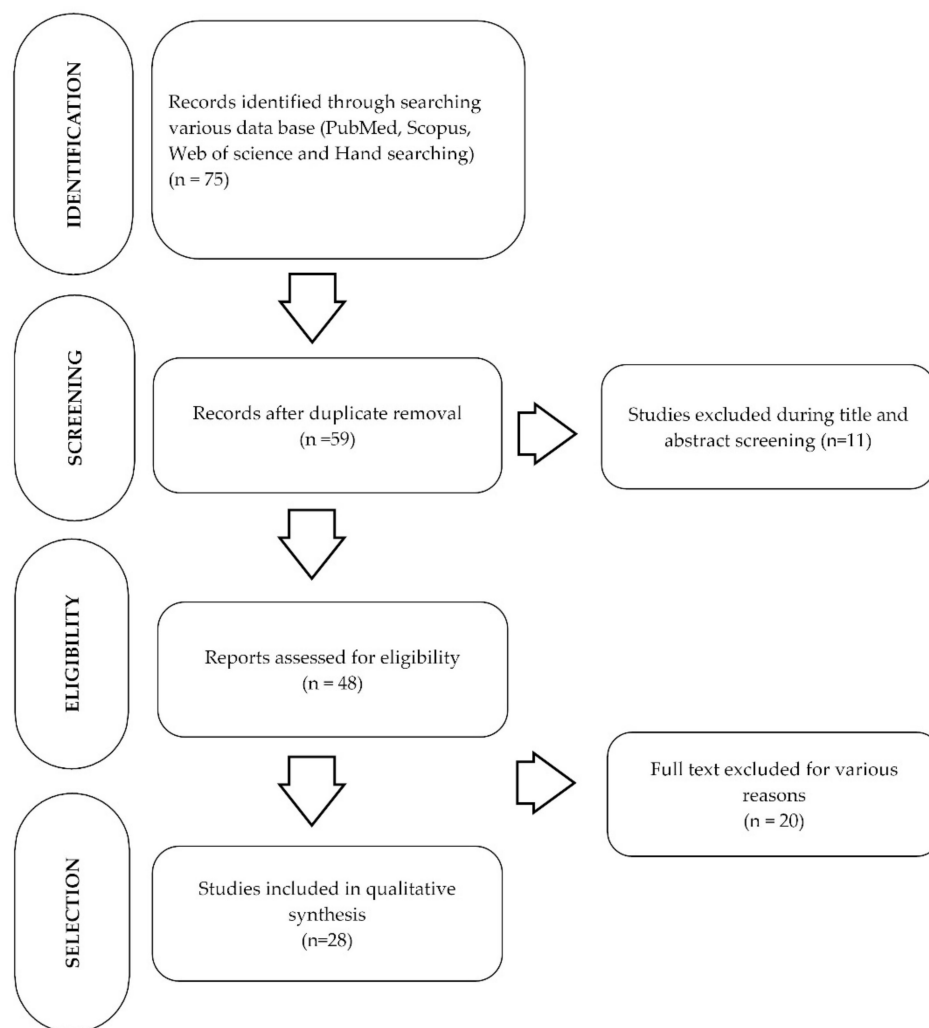 IDENTIFICATION
Records identified through searching
various data base (PubMed, Scopus,
Web of science and Hand searching)
(n = 75)
SCREENING
Records after duplicate removal
(n =59)
Studies excluded during title and
abstract screening (n=11)
ELIGIBILITY
Reports assessed for eligibility
(n = 48)
Full text excluded for various
reasons
(n = 20)
SELECTION
Studies included in qualitative
synthesis
(n=28)